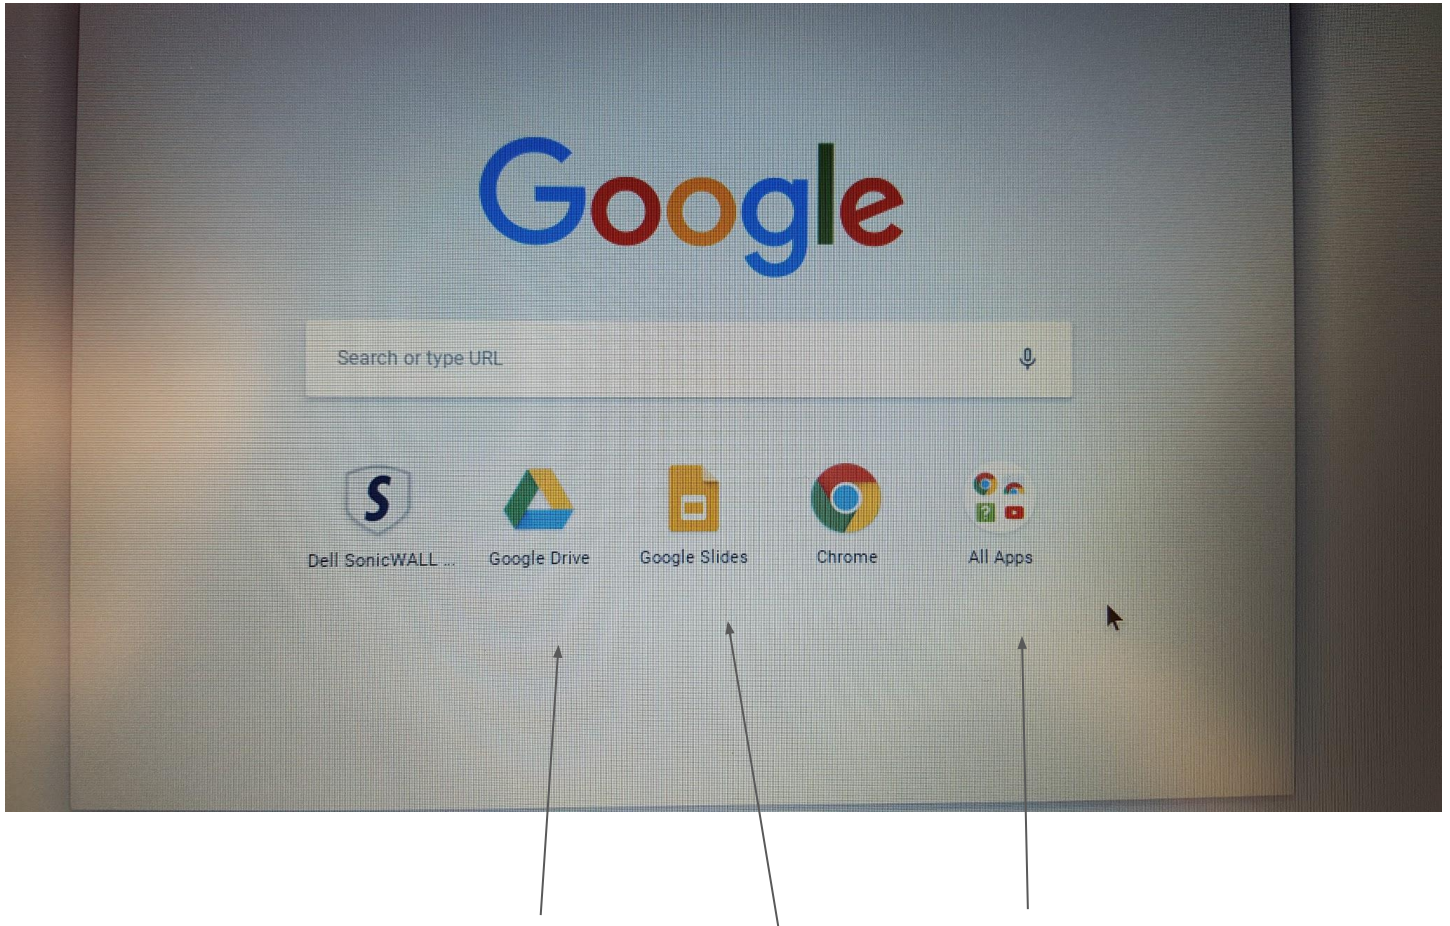 Google
Search or type URL
Dell SonicWALL ...
Google Drive
Google Slides
Chrome
All Apps